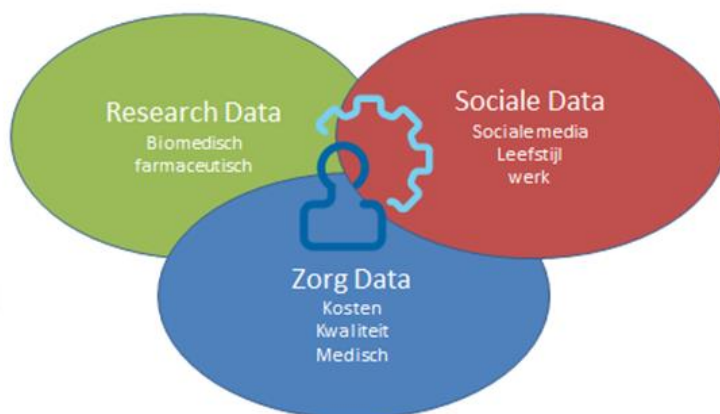 Research Data
Biomedisch
farmaceutisch
Sociale Data
Socialemedia
Leefstijl
werk
Zorg Data
Kosten
Kwaliteit
Medisch